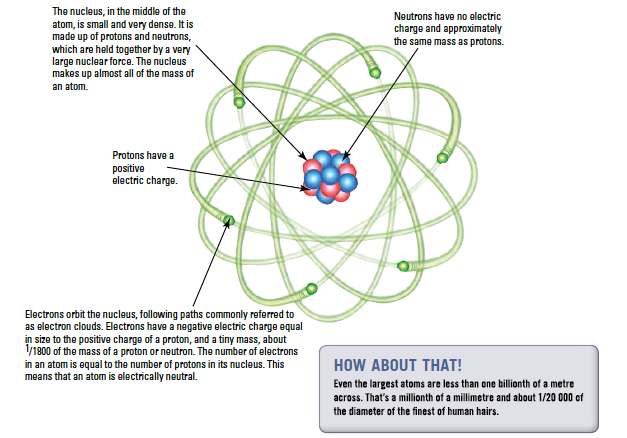 The nucleus, in the middle of the
atom, is small and very dense. It is
made up of protons and neutrons,
which are held together by a very
large nuclear force. The nucleus
makes up almost all of the mass of
an atom.
Neutrons have no electric
charge and approximately
the same mass as protons.
Protons have a
positive
electric charge.
Electrons orbit the nucleus, following paths commonly referred to
as electron clouds. Electrons have a negative electric charge equal
in size to the positive charge of a proton, and a tiny mass, about
1/1800 of the mass of a proton or neutron. The number of electrons
in an atom is equal to the number of protons in its nucleus. This
means that an atom is electrically neutral.
HOW ABOUT THAT!
Even the largest atoms are less than one billionth of a metre
across. That's a millionth of a millimetre and about 1/20 000 of
the diameter of the finest of human hairs.